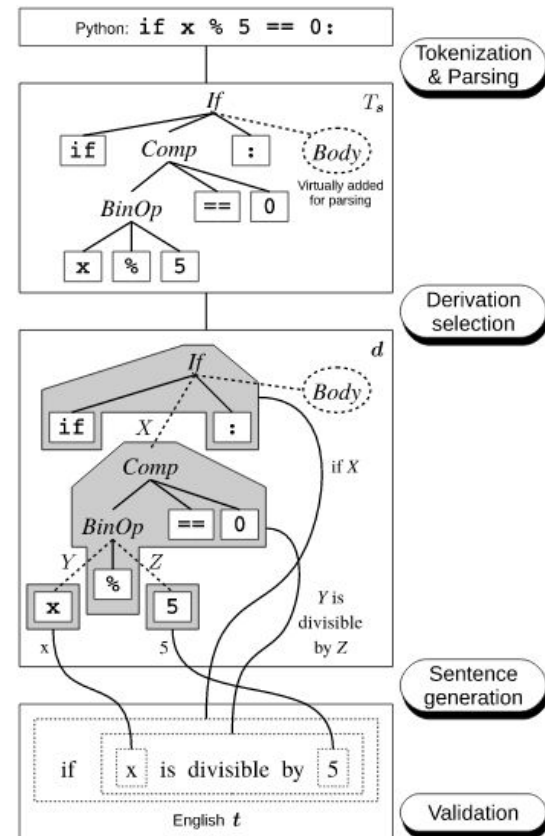 Python: if x % 5 == 0:
Tokenization
& Parsing
If
T_s
if
Comp
:
Body
Virtually added
for parsing
BinOp
==
0
x
%
5
Derivation
selection
d
If
Body
if
X
:
if X
Comp
BinOp
==
0
Y
%
Z
x
5
Y is
divisible
by Z
x
5
Sentence
generation
if x is divisible by 5
English t
Validation